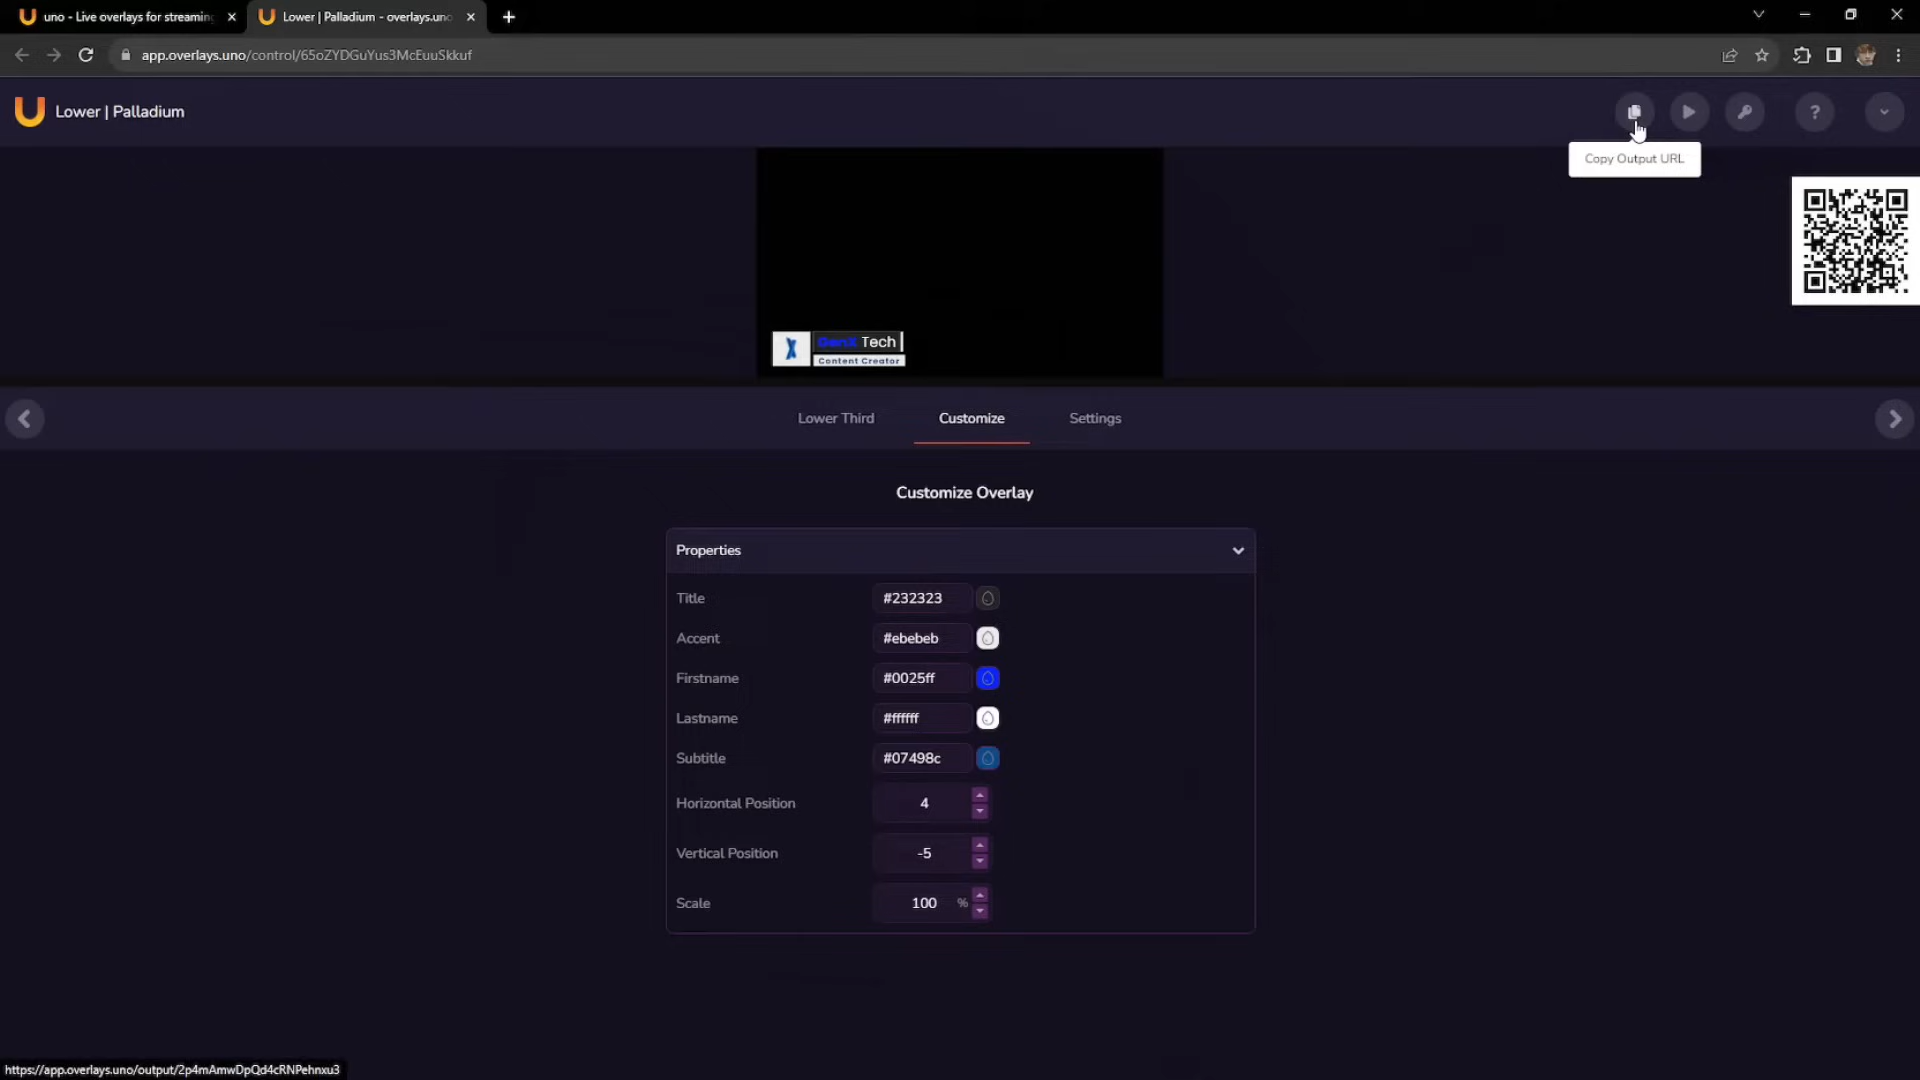 uno - Live overlays for streaming
Lower | Palladium - overlays.uno
app.overlays.uno/control/65oZYDGuYus3McEuuSkkuf
Lower | Palladium
?
Copy Output URL
GenX Tech
Content Creator
Lower Third
Customize
Settings
Customize Overlay
Properties
Title
#232323
Accent
#ebebeb
Firstname
#0025ff
Lastname
#ffffff
Subtitle
#07498c
Horizontal Position
4
Vertical Position
-5
Scale
100 %
https://app.overlays.uno/output/2p4mAmwDpQd4cRNPehnxu3